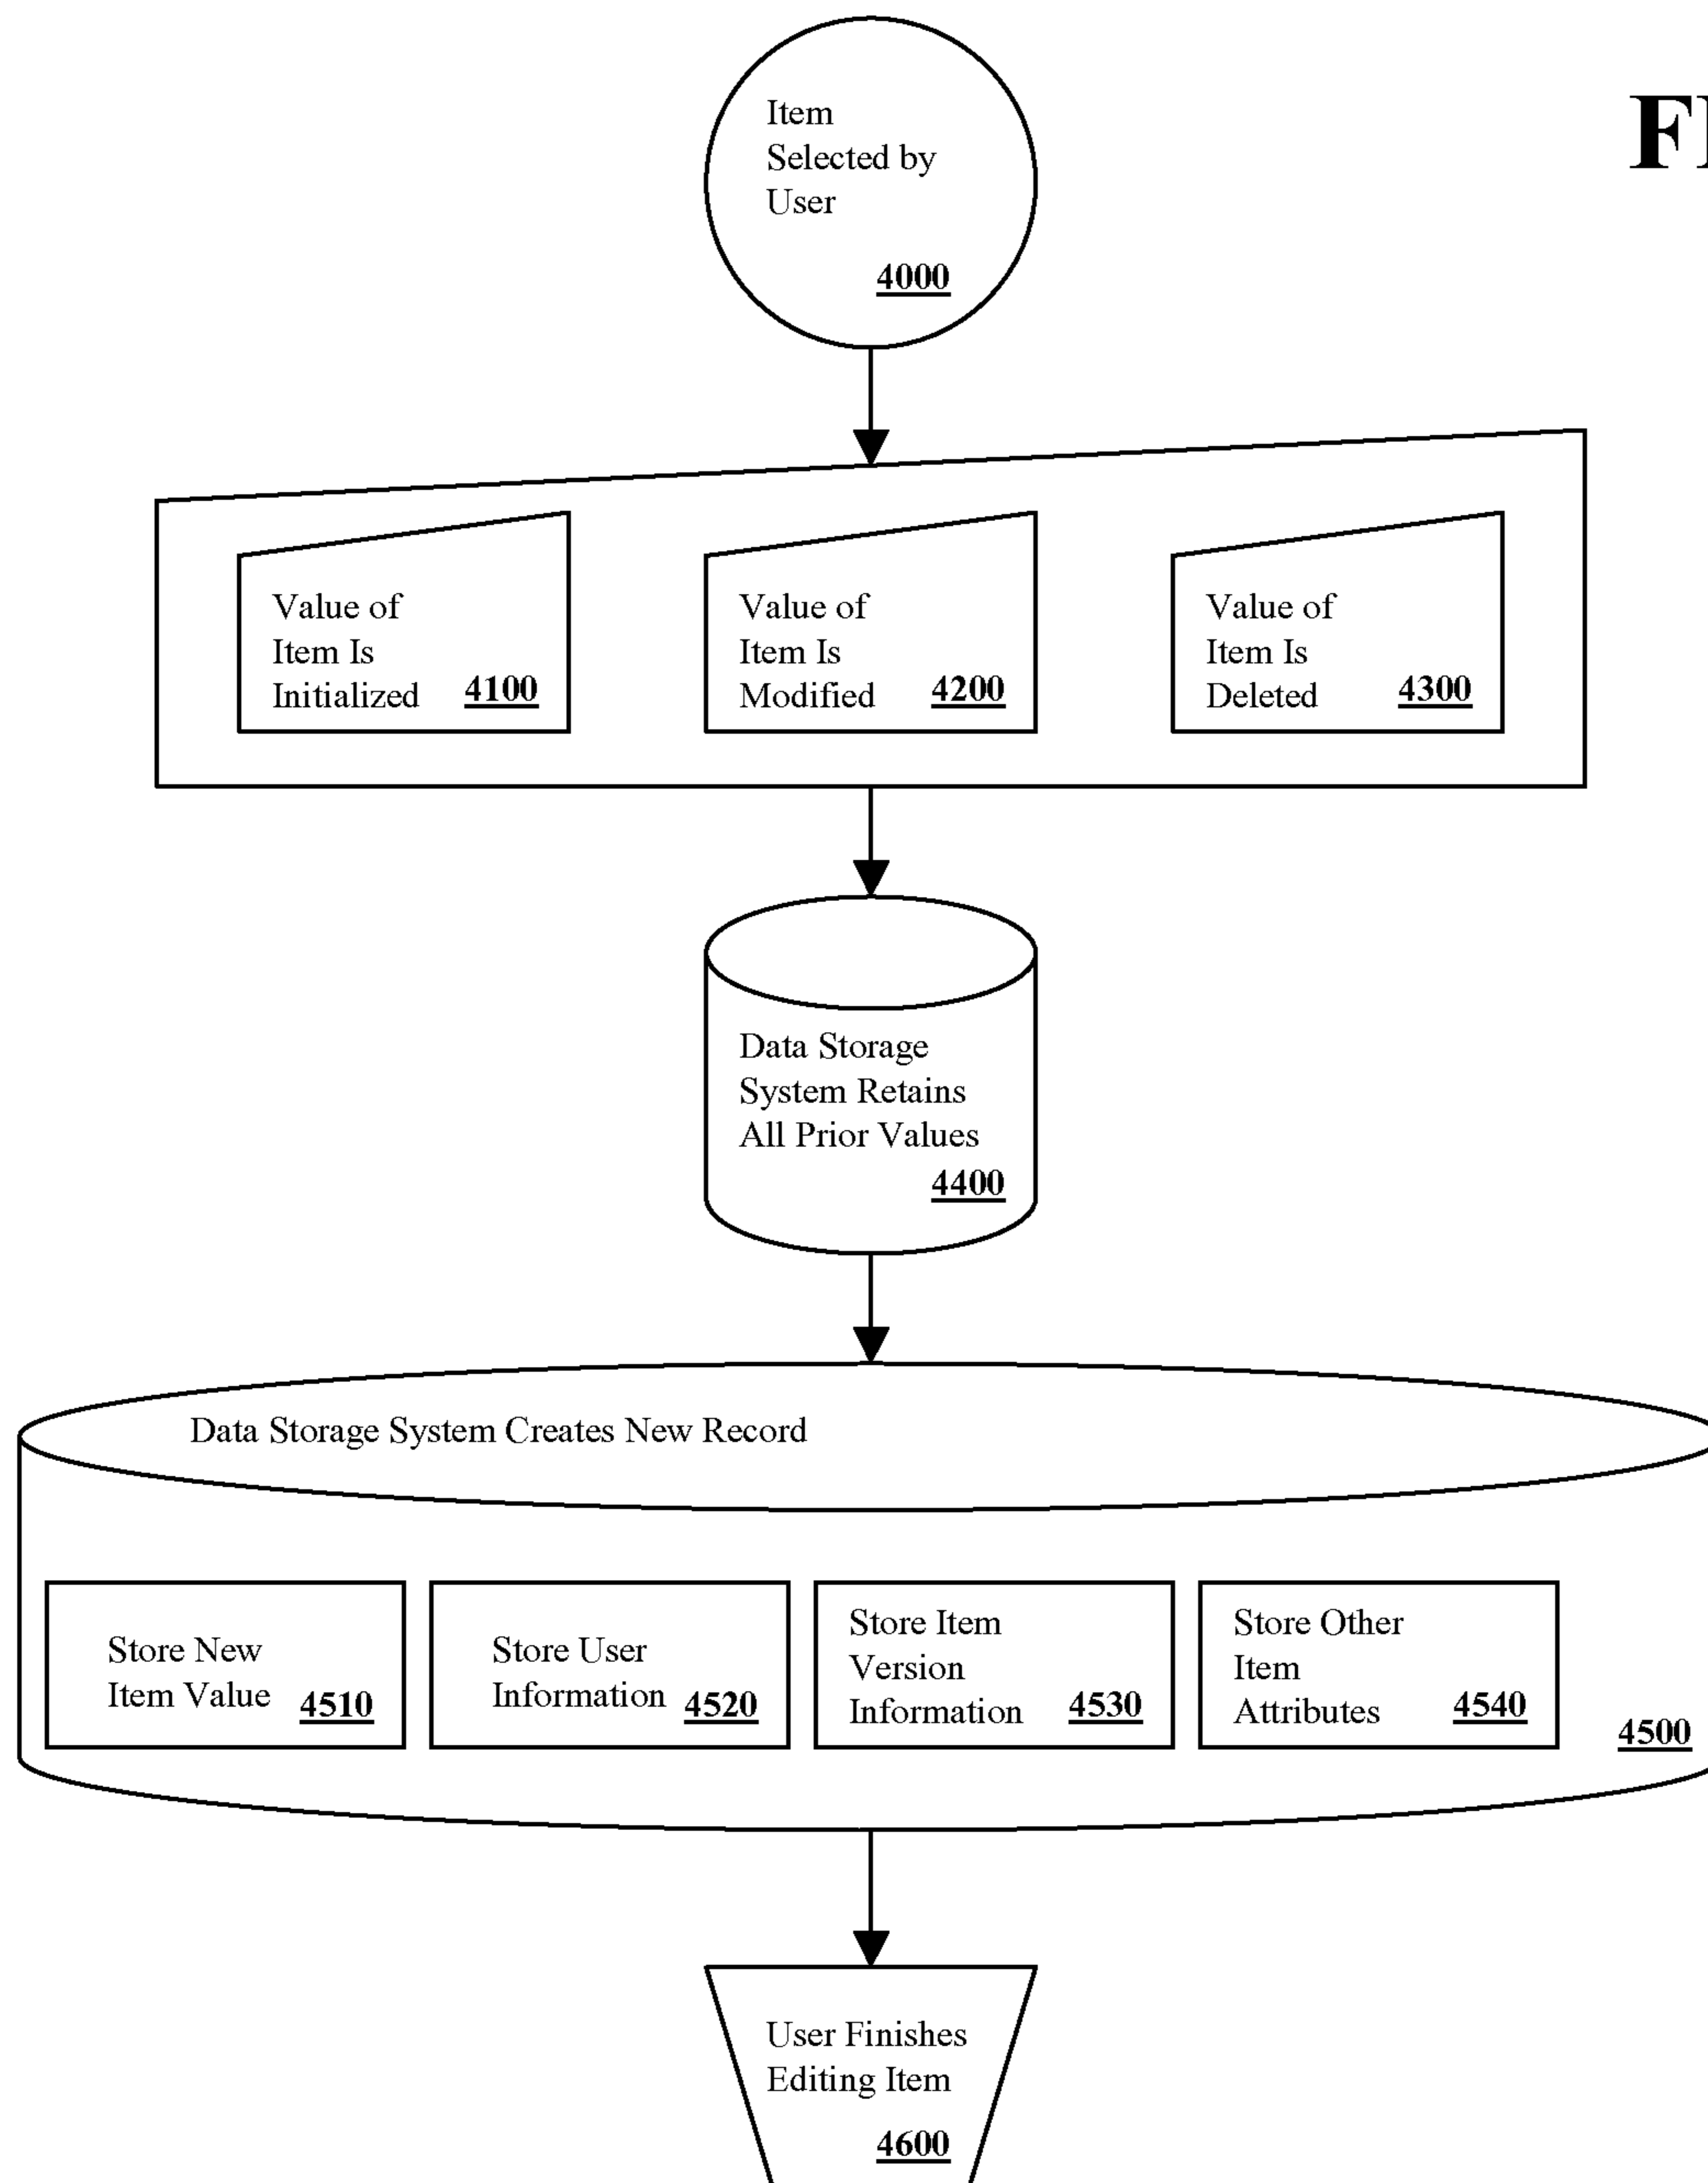 Item
Selected by
User
4000
Value of
Item Is
Initialized 4100
Value of
Item Is
Modified 4200
Value of
Item Is
Deleted 4300
Data Storage
System Retains
All Prior Values
4400
Data Storage System Creates New Record
Store New
Item Value 4510
Store User
Information 4520
Store Item
Version
Information 4530
Store Other
Item
Attributes 4540
4500
User Finishes
Editing Item
4600